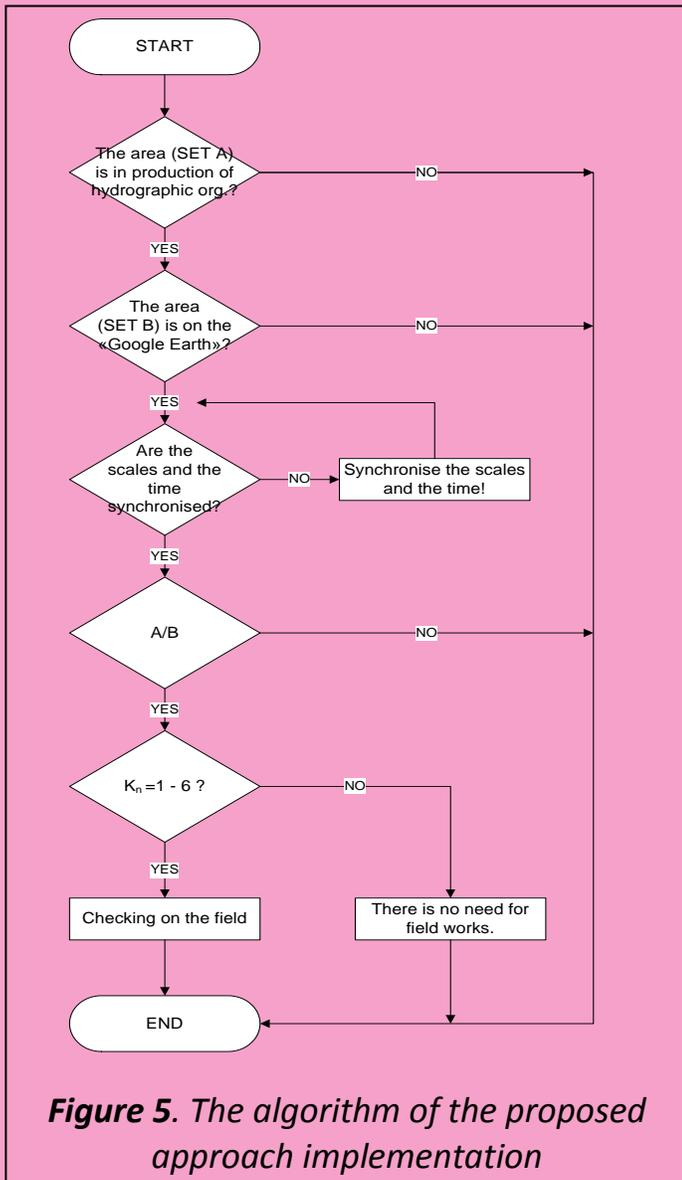 START
The area (SET A)
is in production of
hydrographic org.?
NO
YES
The area
(SET B) is on the
«Google Earth»?
NO
YES
Are the
scales and the
time
synchronised?
NO
Synchronise the scales
and the time!
YES
A/B
NO
YES
Kn =1 - 6 ?
NO
YES
Checking on the field
There is no need for
field works.
END
Figure 5. The algorithm of the proposed
approach implementation